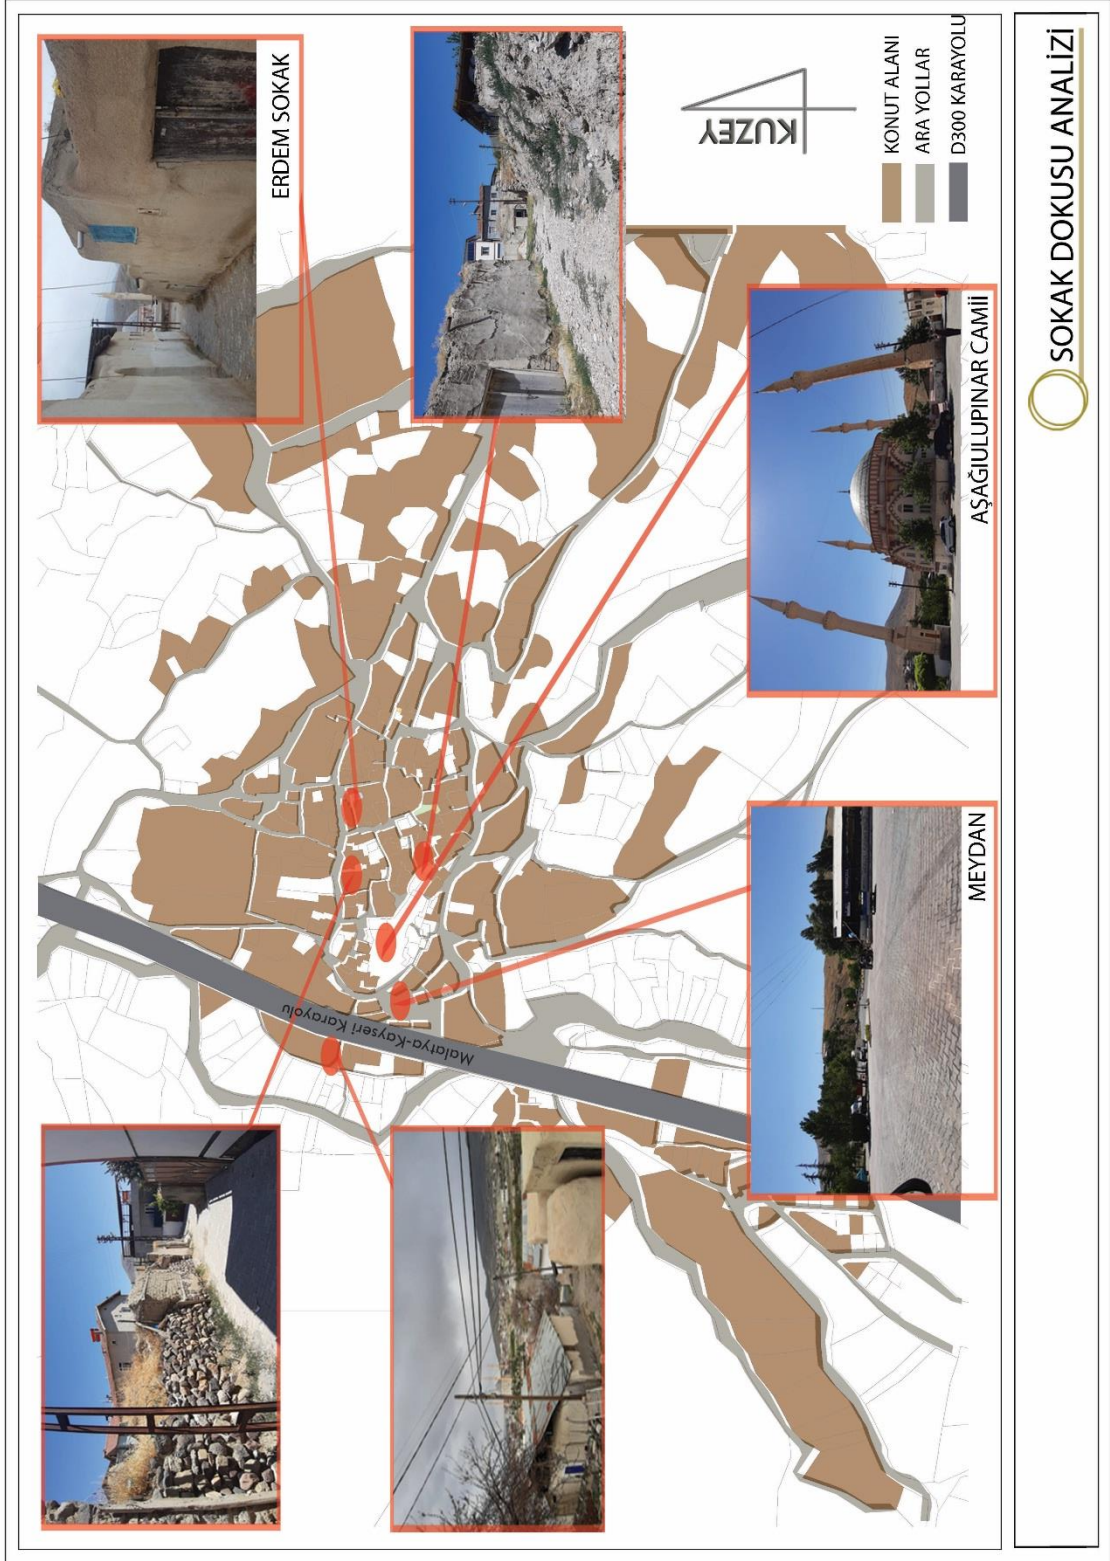 ERDEM SOKAK
KUZEY
KONUT ALANI
ARA YOLLAR
D300 KARAYOLU
Malatya-Kayseri Karayolu
AŞAĞIULUPINAR CAMİİ
MEYDAN
SOKAK DOKUSU ANALİZİ